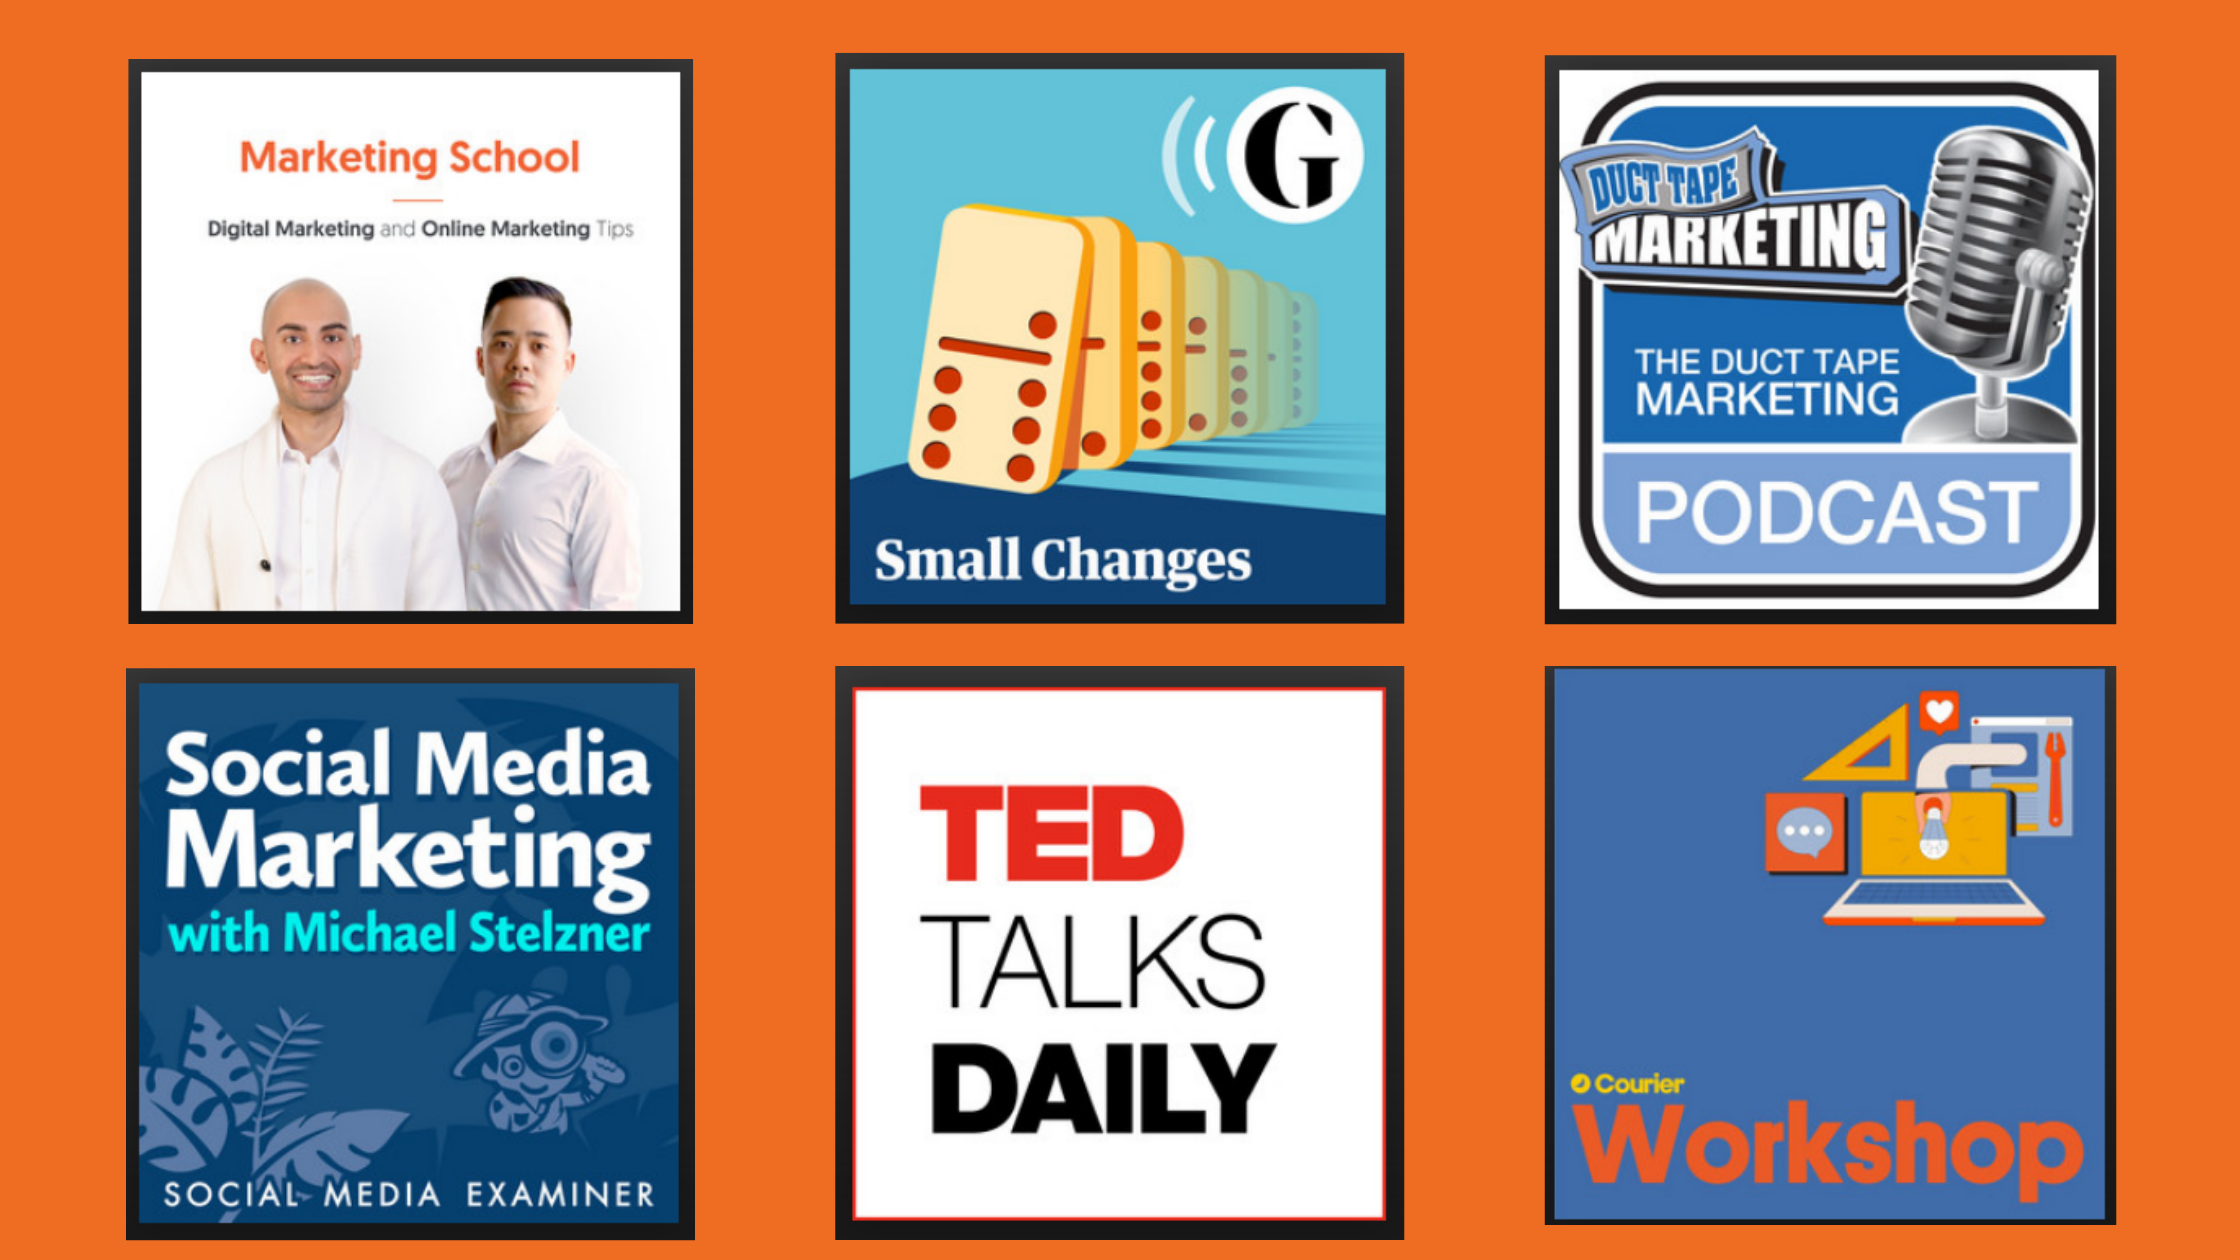 Marketing School
Digital Marketing and Online Marketing Tips
G
Small Changes
DUCT TAPE
MARKETING
THE DUCT TAPE
MARKETING
PODCAST
Social Media
Marketing
with Michael Stelzner
SOCIAL MEDIA EXAMINER
TED
TALKS
DAILY
Courier
Workshop